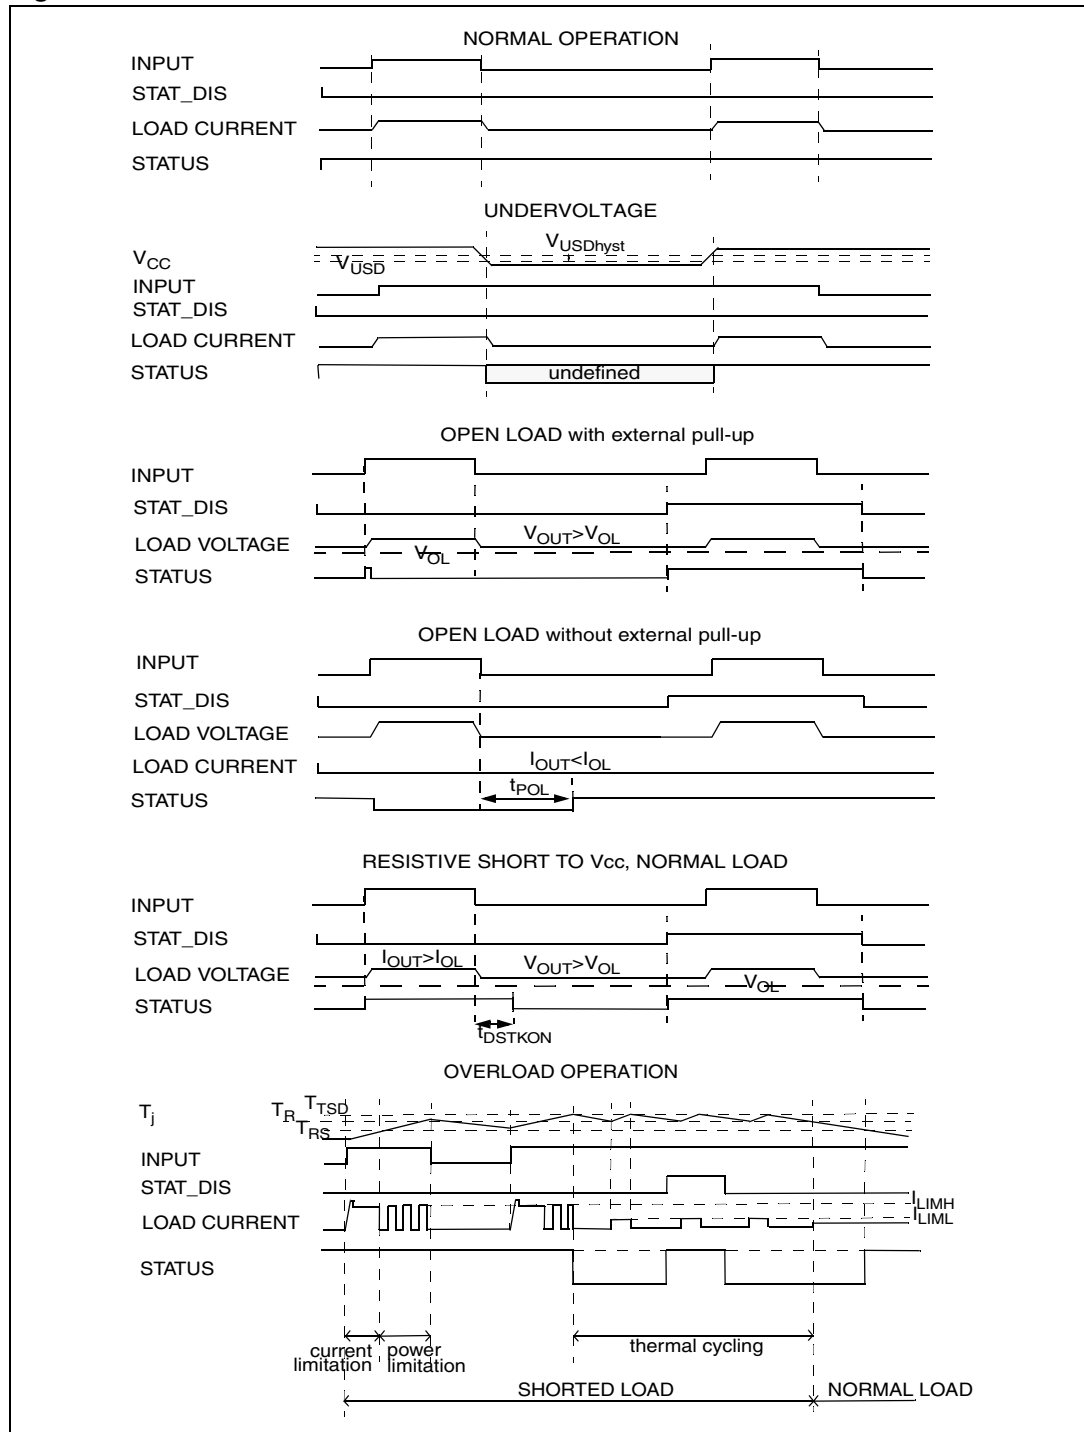 NORMAL OPERATION
INPUT
STAT_DIS
LOAD CURRENT
STATUS
UNDERVOLTAGE
VCC
VUSDhyst
VUSD
INPUT
STAT_DIS
LOAD CURRENT
STATUS
undefined
OPEN LOAD with external pull-up
INPUT
STAT_DIS
LOAD VOLTAGE
VOUT>VOL
VOL
STATUS
OPEN LOAD without external pull-up
INPUT
STAT_DIS
LOAD VOLTAGE
LOAD CURRENT
IOUT<IOL
STATUS
tPOL
RESISTIVE SHORT TO Vcc, NORMAL LOAD
INPUT
STAT_DIS
LOAD VOLTAGE
IOUT>IOL
VOUT>VOL
VOL
STATUS
tDSTKON
OVERLOAD OPERATION
Tj
TR
TTSD
TRS
INPUT
STAT_DIS
LOAD CURRENT
ILIMH
ILIML
STATUS
current limitation
power limitation
thermal cycling
SHORTED LOAD
NORMAL LOAD